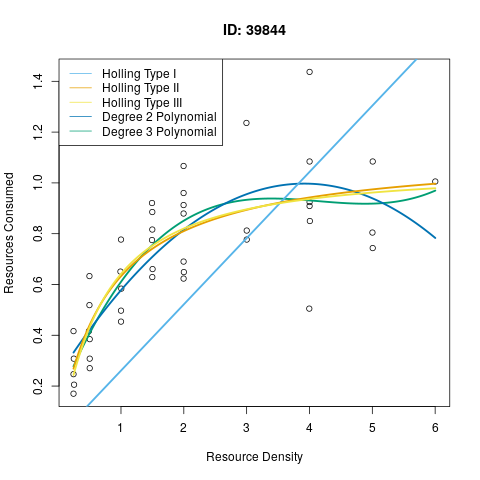 ID: 39844
Holling Type I
Holling Type II
Holling Type III
Degree 2 Polynomial
Degree 3 Polynomial
Resources Consumed
1.4
1.2
1.0
0.8
0.6
0.4
0.2
1 2 3 4 5 6
Resource Density